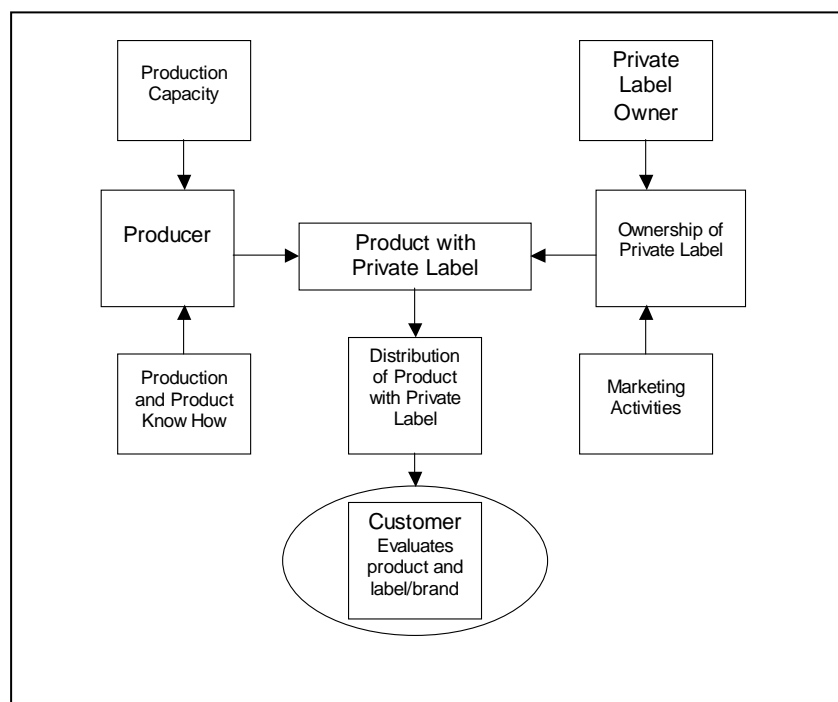 Production
Capacity
Private
Label
Owner
Producer
Product with
Private Label
Ownership of
Private Label
Production
and Product
Know How
Distribution
of Product
with Private
Label
Marketing
Activities
Customer
Evaluates
product and
label/brand